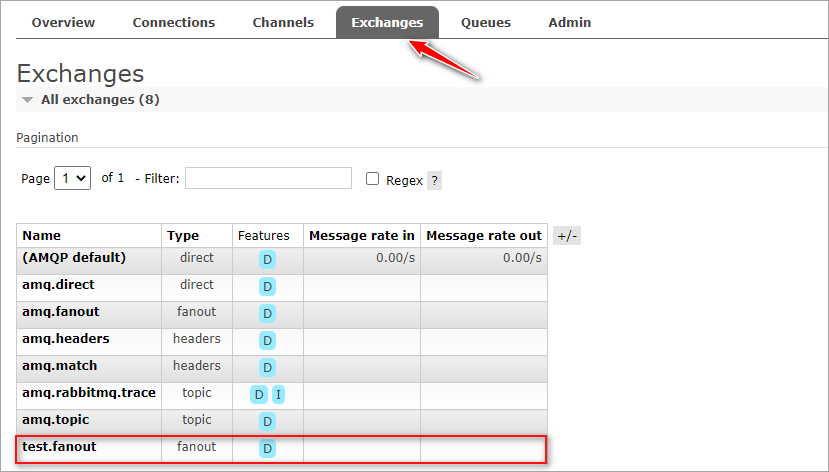 Overview Connections Channels Exchanges Queues Admin
Exchanges
All exchanges (8)
Pagination
Page 1 of 1 - Filter: Regex ?
Name Type Features Message rate in Message rate out +/-
(AMQP default) direct D 0.00/s 0.00/s
amq.direct direct D
amq.fanout fanout D
amq.headers headers D
amq.match headers D
amq.rabbitmq.trace topic D I
amq.topic topic D
test.fanout fanout D